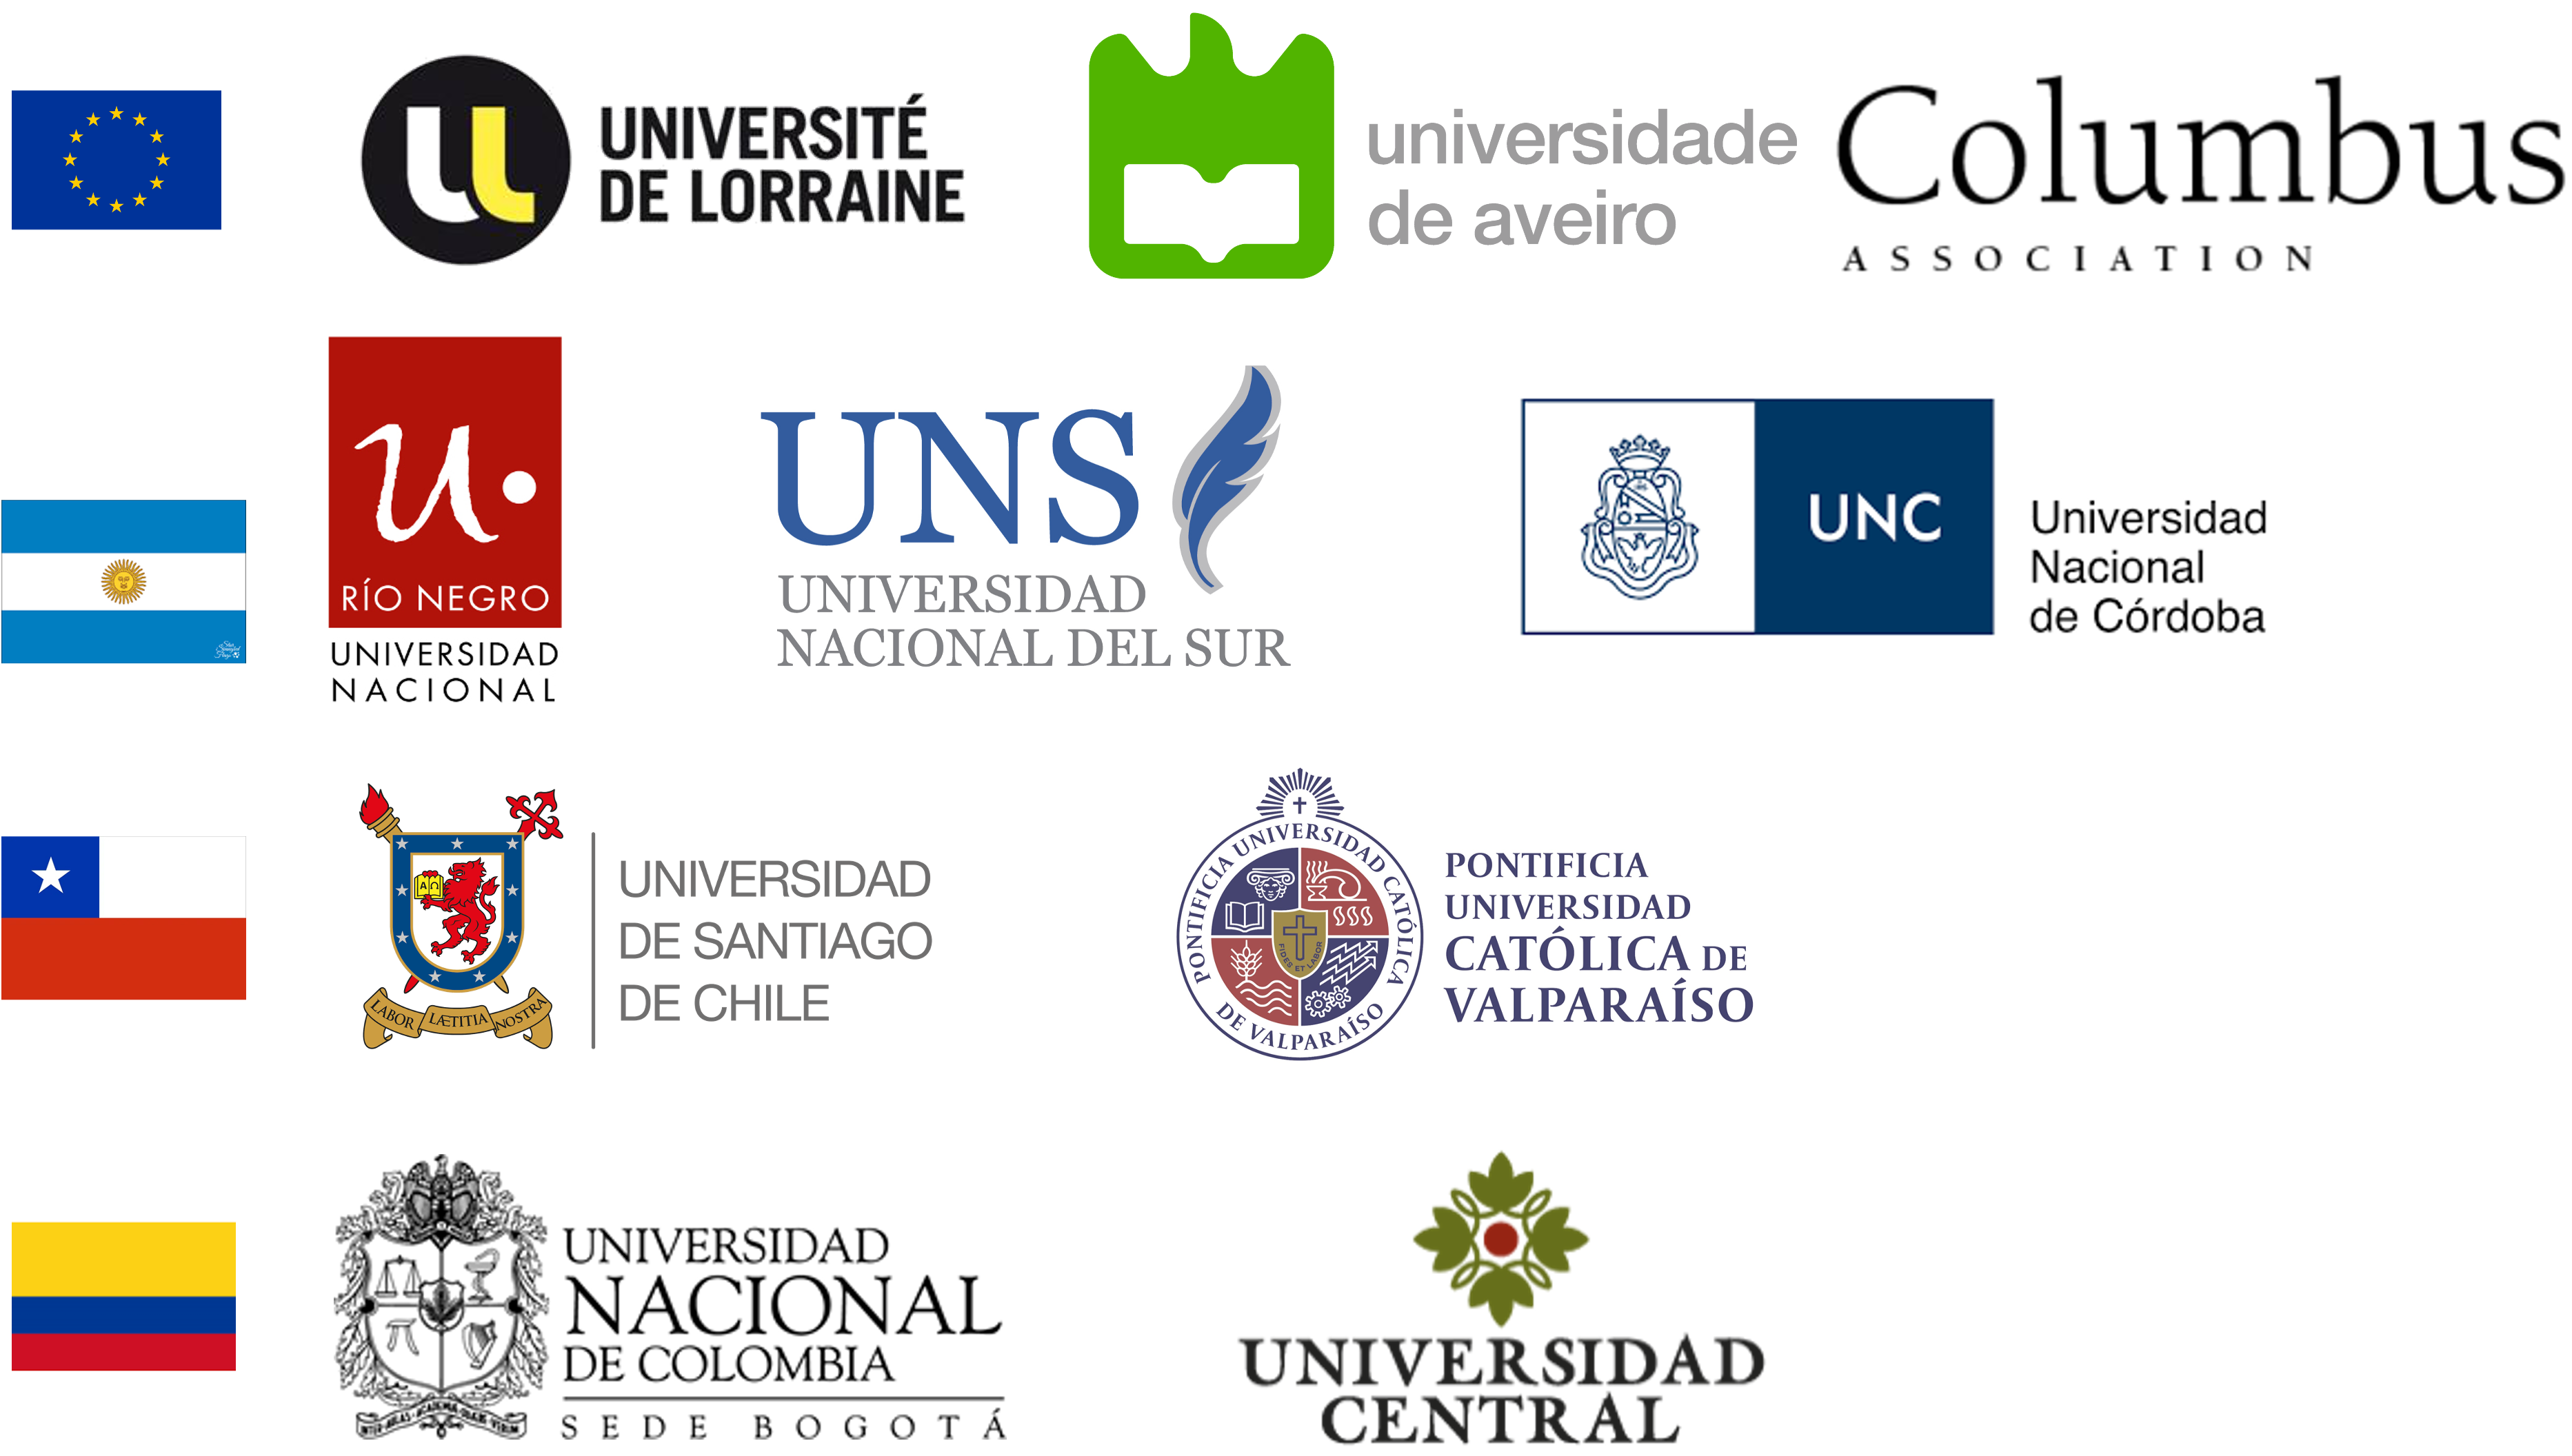 UNIVERSITÉ
DE LORRAINE
universidade
de aveiro
Columbus
ASSOCIATION
u.
RÍO NEGRO
UNIVERSIDAD
NACIONAL
UNS
UNIVERSIDAD
NACIONAL DEL SUR
UNC
Universidad
Nacional
de Córdoba
ΑΩ
LABOR LÆTITIA NOSTRA
UNIVERSIDAD
DE SANTIAGO
DE CHILE
PONTIFICIA UNIVERSIDAD CATÓLICA
DE VALPARAÍSO
FIDES ET LABOR
PONTIFICIA
UNIVERSIDAD
CATÓLICA DE
VALPARAÍSO
UNIVERSIDAD
NACIONAL
DE COLOMBIA
SEDE BOGOTÁ
UNIVERSIDAD
CENTRAL